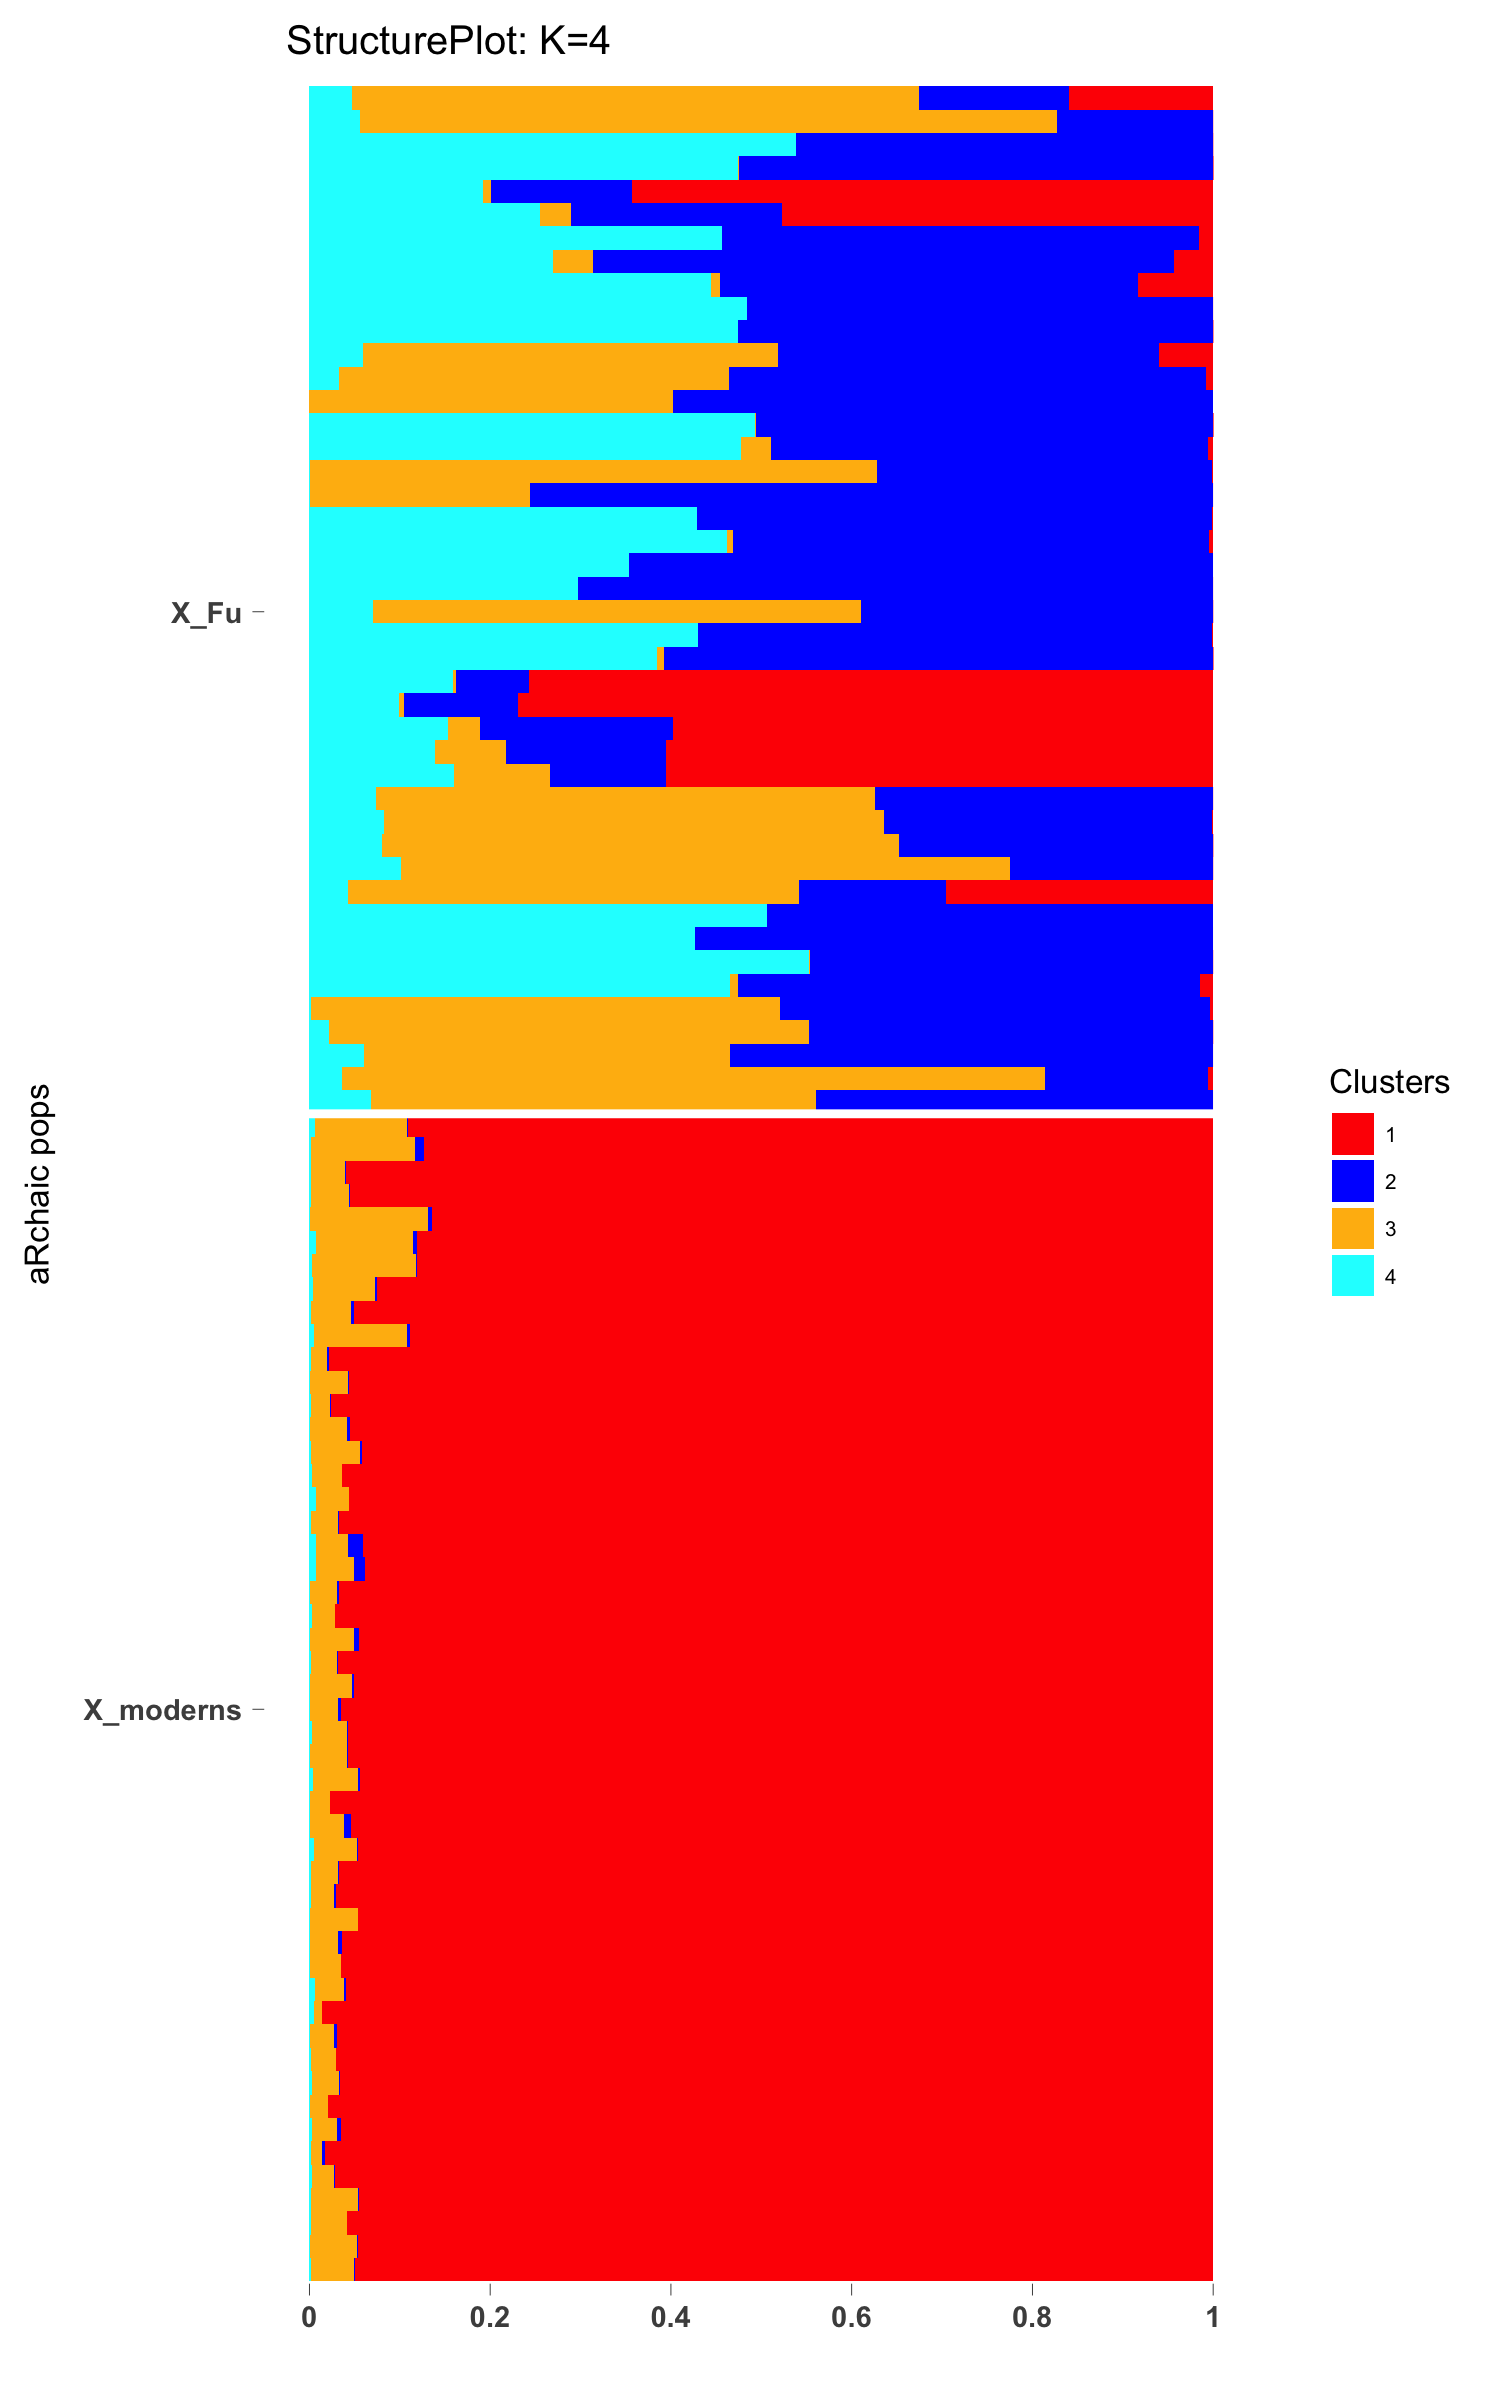 StructurePlot: K=4
X_Fu
X_moderns
aRchaic pops
Clusters
1
2
3
4
0 0.2 0.4 0.6 0.8 1